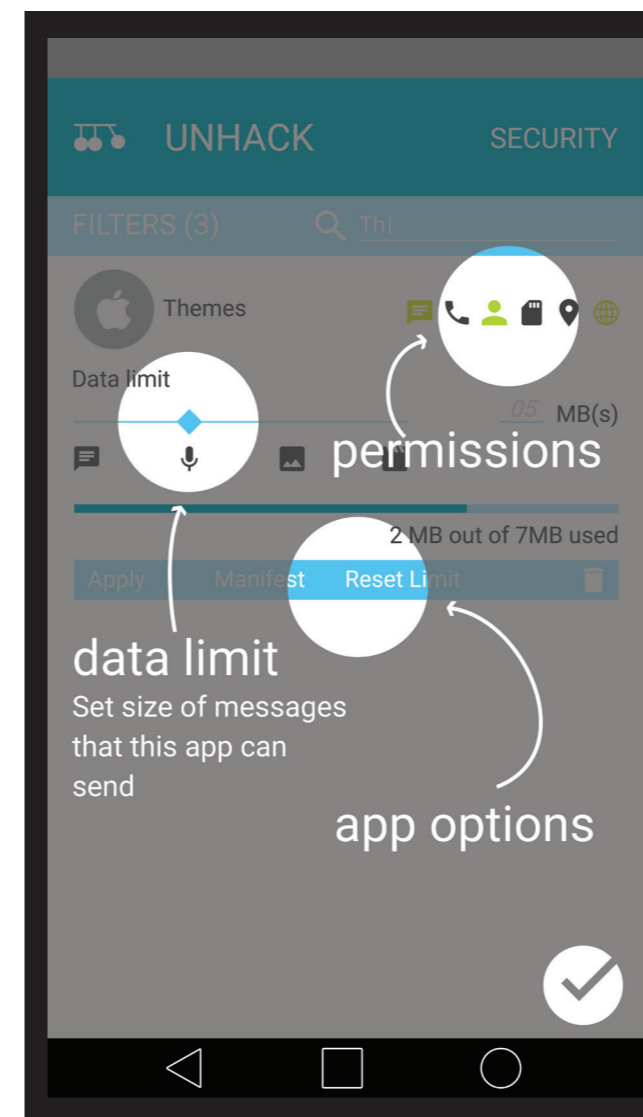 UNHACK SECURITY
FILTERS (3) Th
Themes
Data limit
05 MB(s)
permissions
2 MB out of 7MB used
Apply Manifest Reset Limit
data limit
Set size of messages
that this app can
send
app options